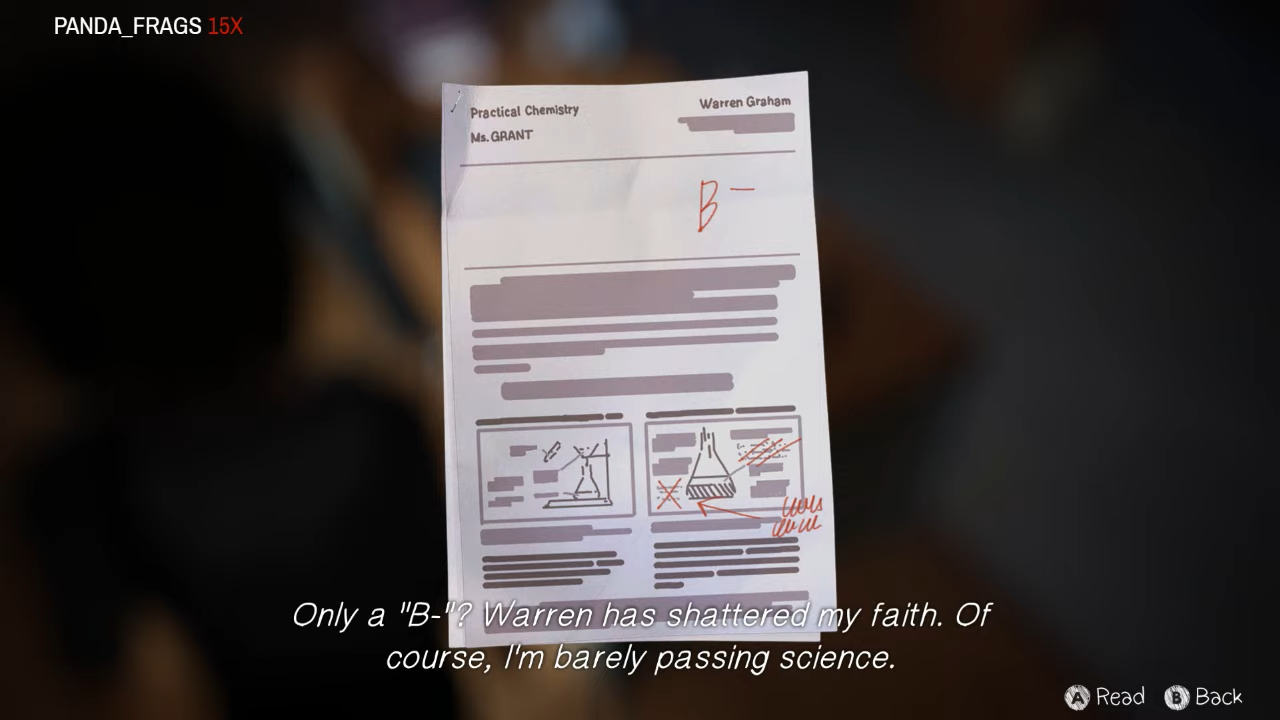 PANDA_FRAGS 15X
Practical Chemistry
Warren Graham
Ms. GRANT
B-
Only a "B-"? Warren has shattered my faith. Of
course, I'm barely passing science.
A Read B Back